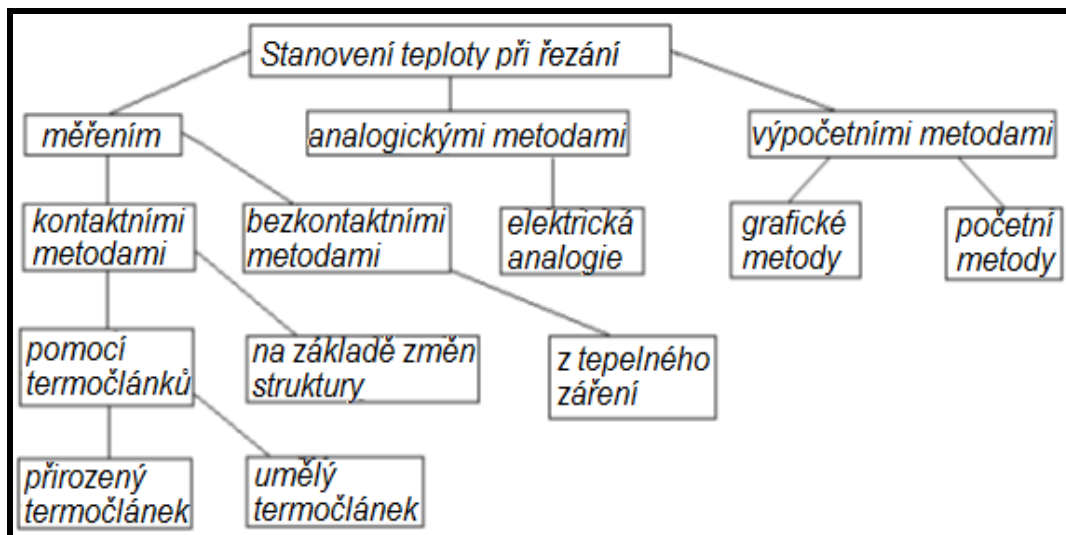 Stanovení teploty při řezání
měřením
analogickými metodami
výpočetními metodami
kontaktními
metodami
bezkontaktními
metodami
elektrická
analogie
grafické
metody
početní
metody
pomocí
termočlánků
na základě změn
struktury
z tepelného
záření
přirozený
termočlánek
umělý
termočlánek